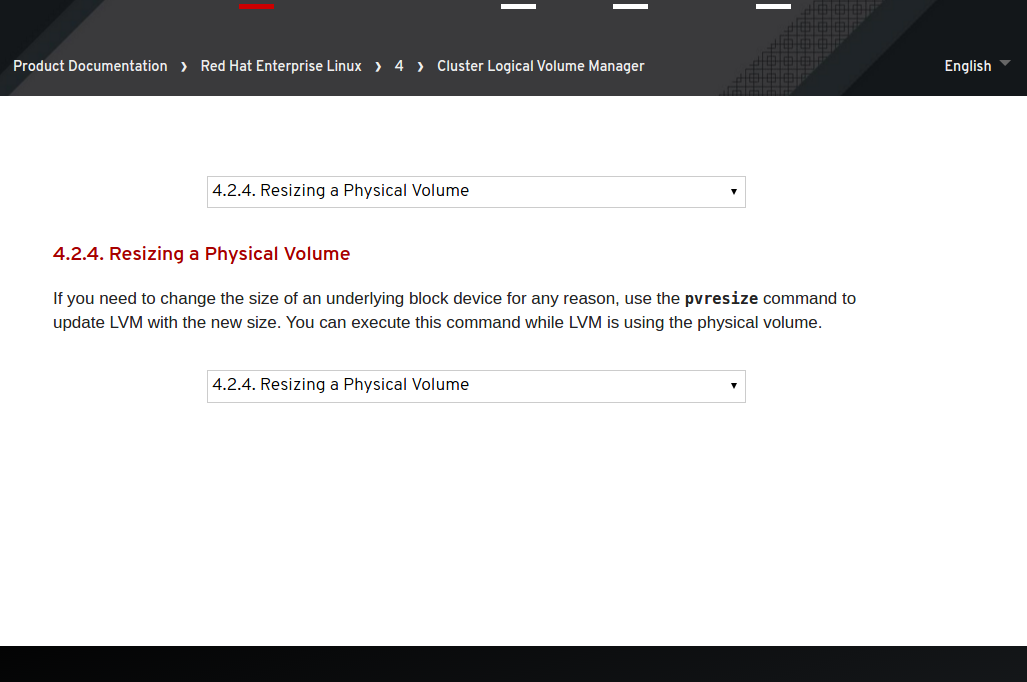 Product Documentation › Red Hat Enterprise Linux › 4 › Cluster Logical Volume Manager English
4.2.4. Resizing a Physical Volume
4.2.4. Resizing a Physical Volume
If you need to change the size of an underlying block device for any reason, use the pvresize command to
update LVM with the new size. You can execute this command while LVM is using the physical volume.
4.2.4. Resizing a Physical Volume